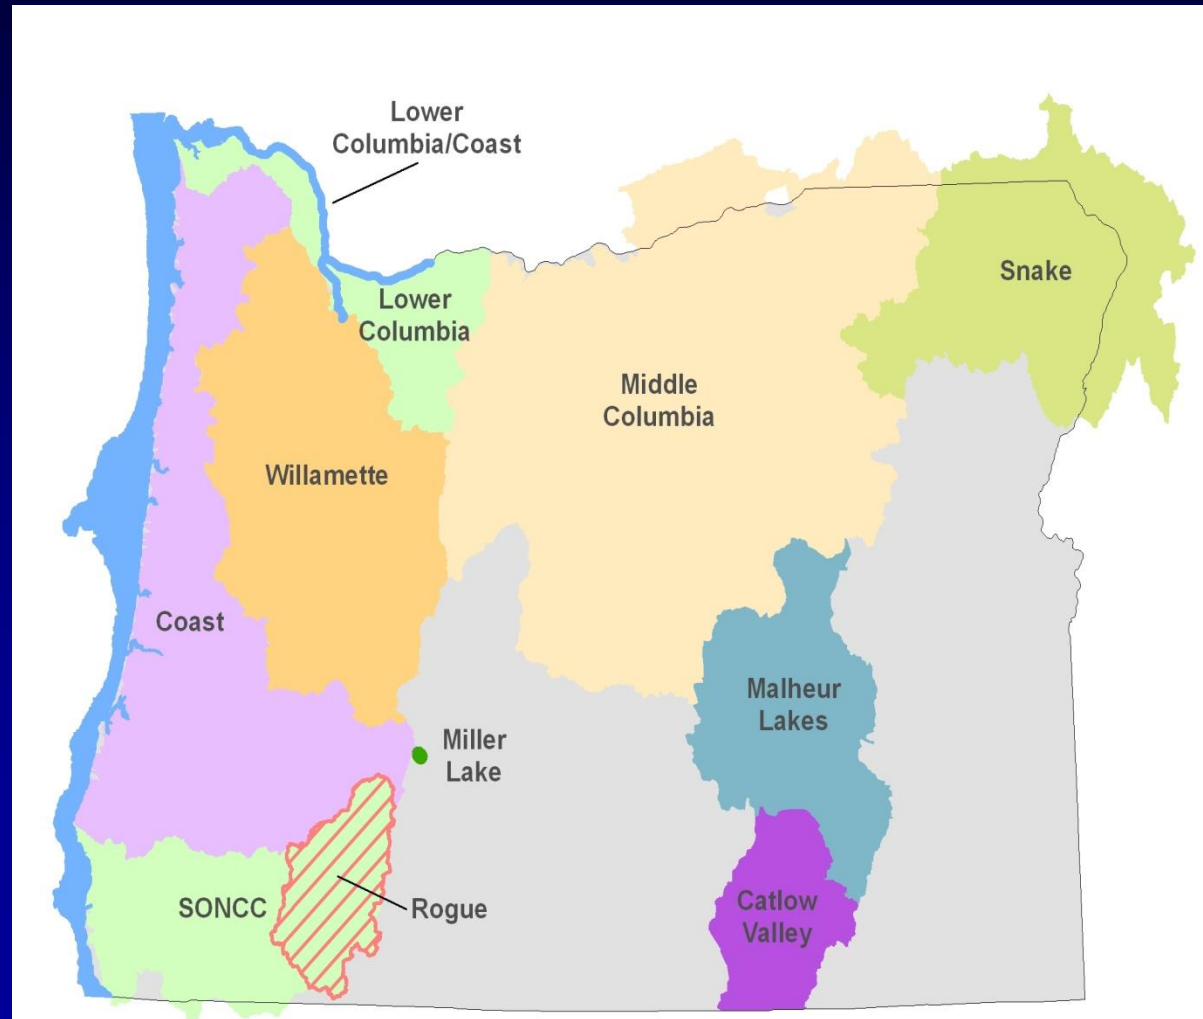 Lower
Columbia/Coast
Snake
Lower
Columbia
Middle
Columbia
Willamette
Coast
Malheur
Lakes
Miller
Lake
SONCC
Rogue
Catlow
Valley